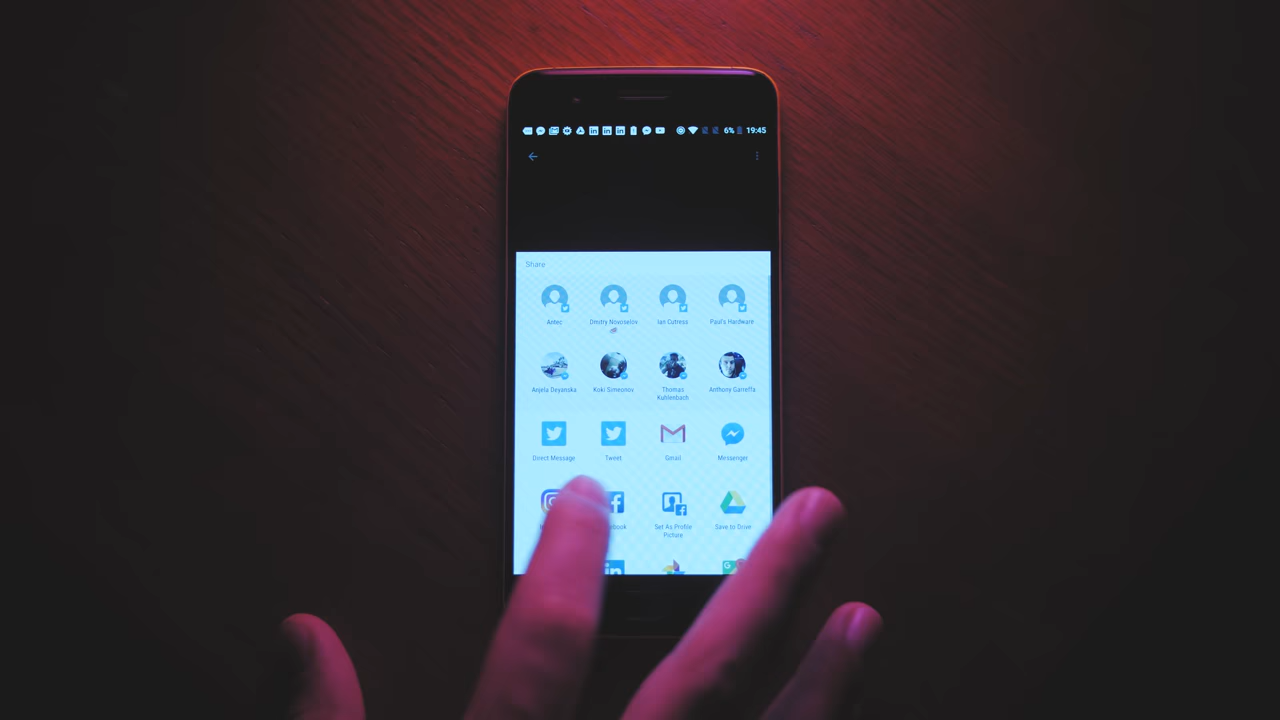 6% 19:45
Share
Antec Dmitry Novoselov Ian Cutress Paul's Hardware
Anjela Deyanska Koki Simeonov Thomas Anthony Garreffa
Kuhlenbach
Direct Message Tweet Gmail Messenger
Set As Profile Save to Drive
Picture